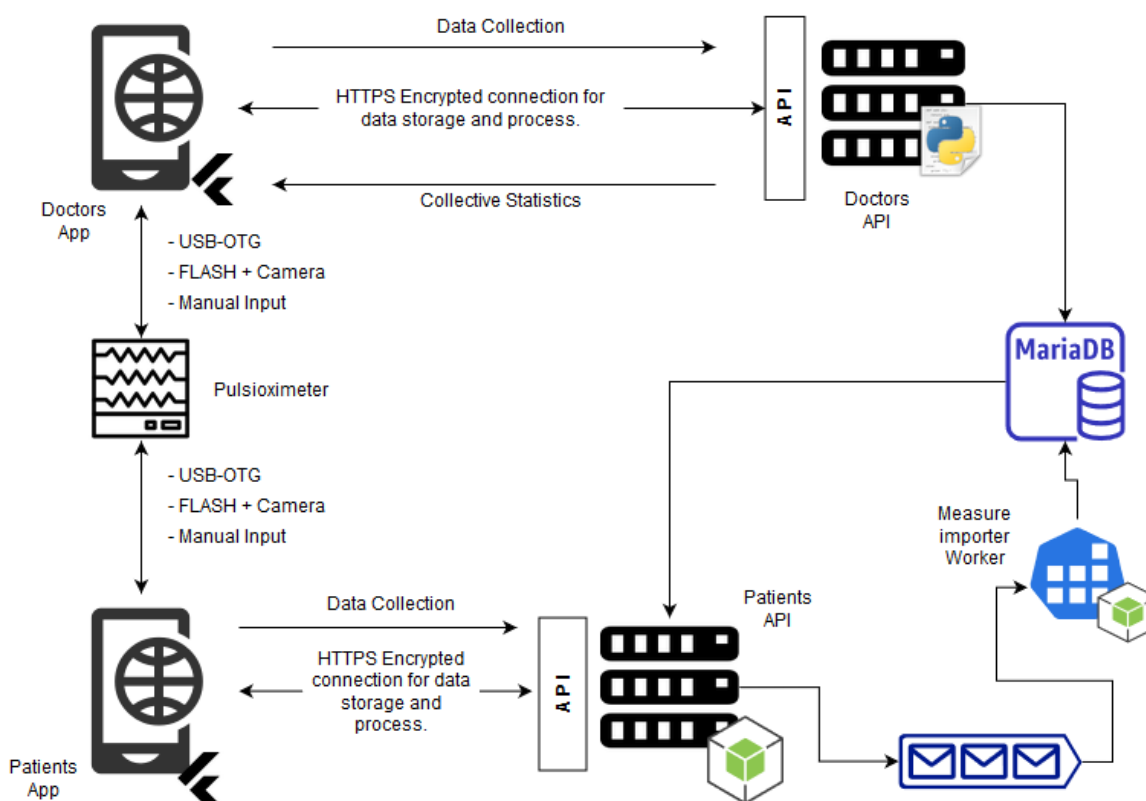 Data Collection
HTTPS Encrypted connection for
data storage and process.
Collective Statistics
API
Doctors
App
Doctors
API
- USB-OTG
- FLASH + Camera
- Manual Input
MariaDB
Pulsioximeter
- USB-OTG
- FLASH + Camera
- Manual Input
Measure
importer
Worker
Data Collection
HTTPS Encrypted
connection for data
storage and
process.
API
Patients
API
Patients
App